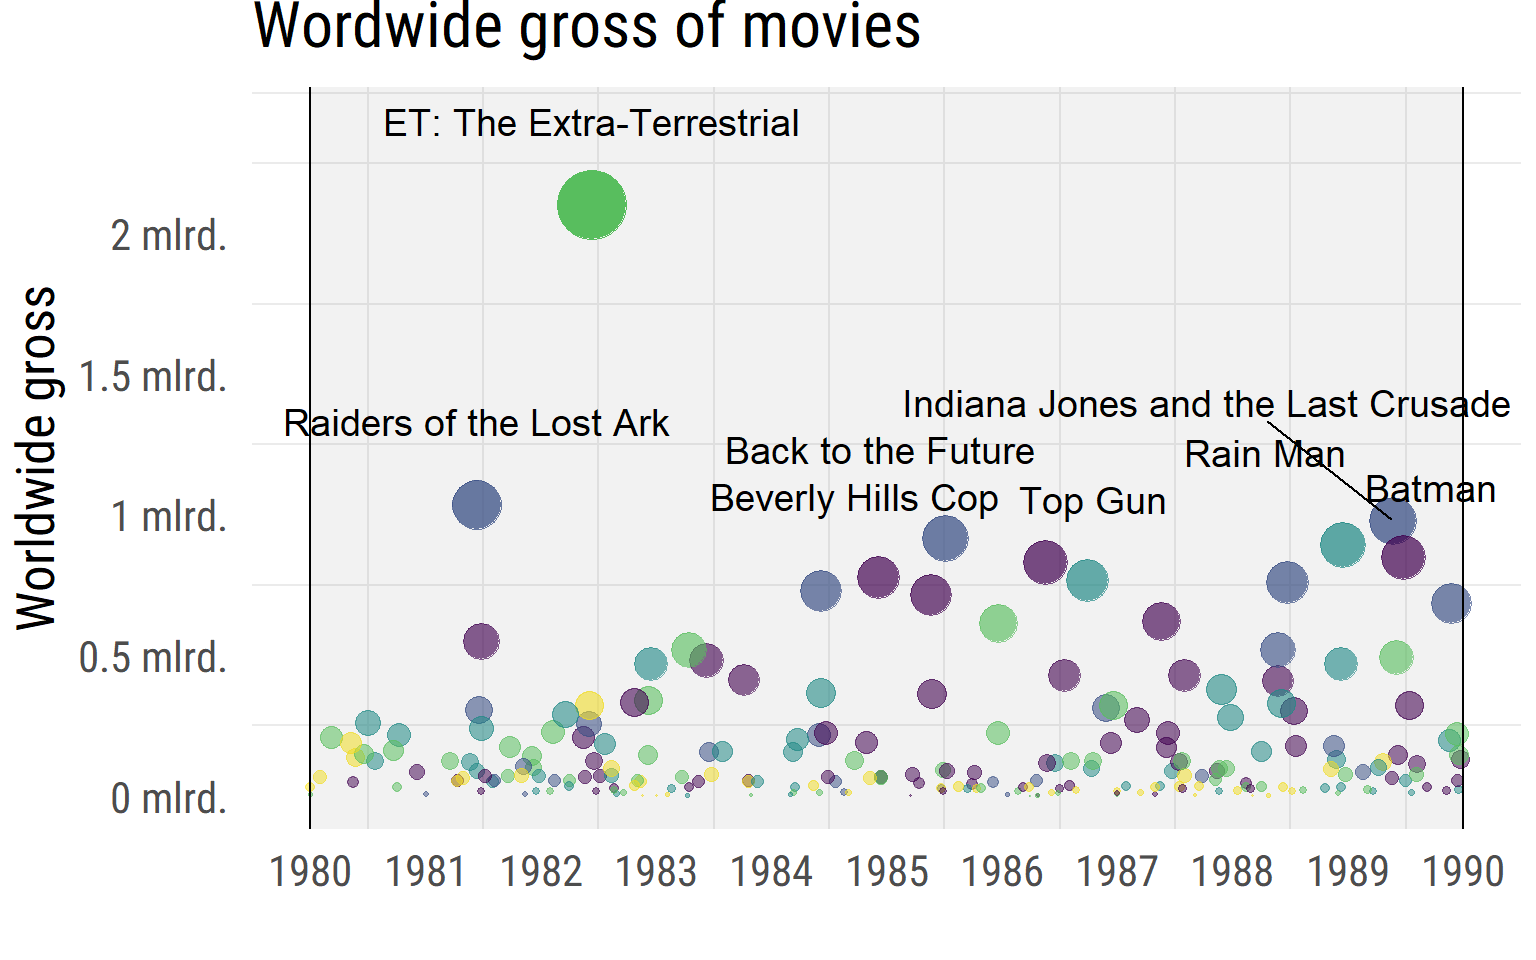 Wordwide gross of movies
ET: The Extra-Terrestrial
2 mlrd.
1.5 mlrd.
Indiana Jones and the Last Crusade
Raiders of the Lost Ark
Back to the Future
Rain Man
Batman
Beverly Hills Cop
Top Gun
1 mlrd.
0.5 mlrd.
0 mlrd.
Worldwide gross
1980 1981 1982 1983 1984 1985 1986 1987 1988 1989 1990